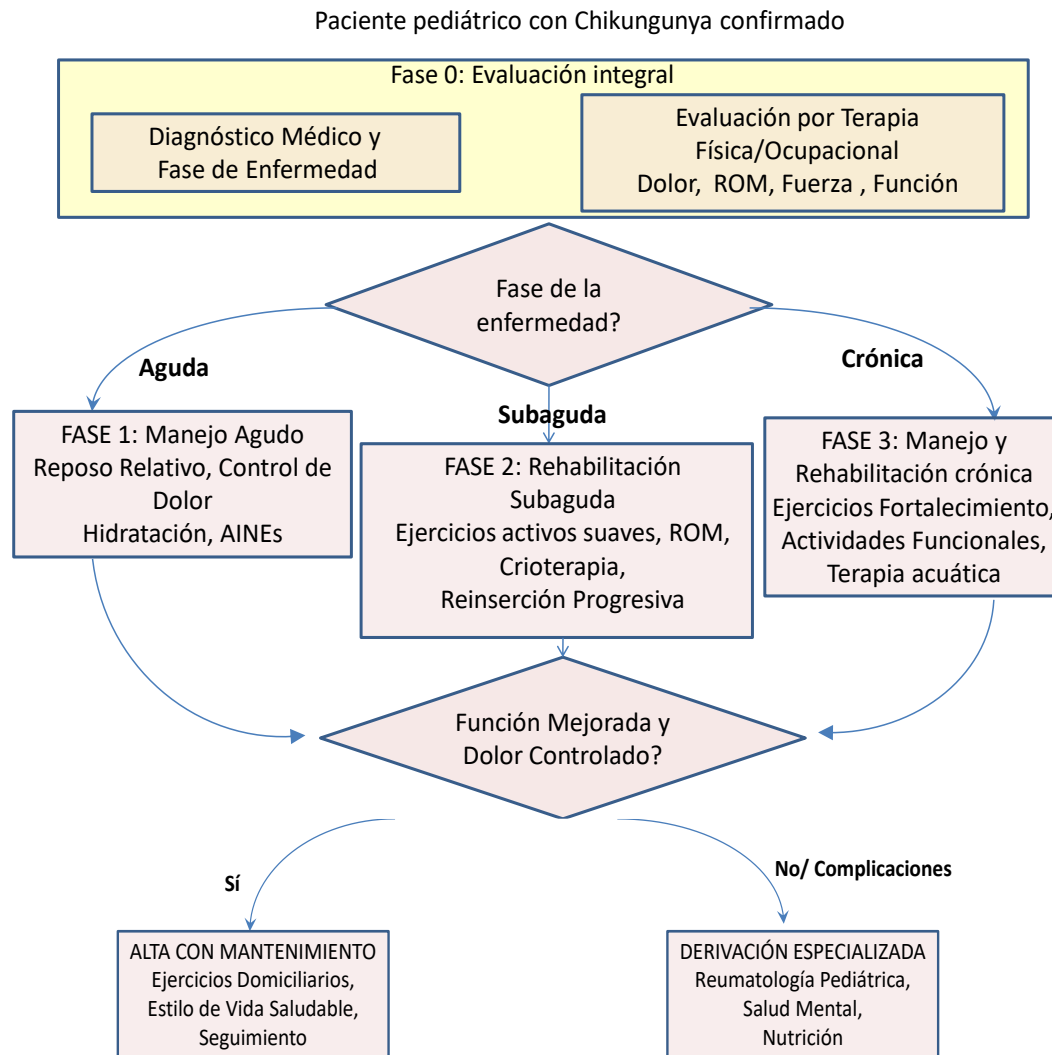 Paciente pediátrico con Chikungunya confirmado
Fase 0: Evaluación integral
Diagnóstico Médico y
Fase de Enfermedad
Evaluación por Terapia
Física/Ocupacional
Dolor, ROM, Fuerza , Función
Fase de la
enfermedad?
Aguda
Subaguda
Crónica
FASE 1: Manejo Agudo
Reposo Relativo, Control de
Dolor
Hidratación, AINEs
FASE 2: Rehabilitación
Subaguda
Ejercicios activos suaves, ROM,
Crioterapia,
Reinserción Progresiva
FASE 3: Manejo y
Rehabilitación crónica
Ejercicios Fortalecimiento,
Actividades Funcionales,
Terapia acuática
Función Mejorada y
Dolor Controlado?
Sí
No/ Complicaciones
ALTA CON MANTENIMIENTO
Ejercicios Domiciliarios,
Estilo de Vida Saludable,
Seguimiento
DERIVACIÓN ESPECIALIZADA
Reumatología Pediátrica,
Salud Mental,
Nutrición